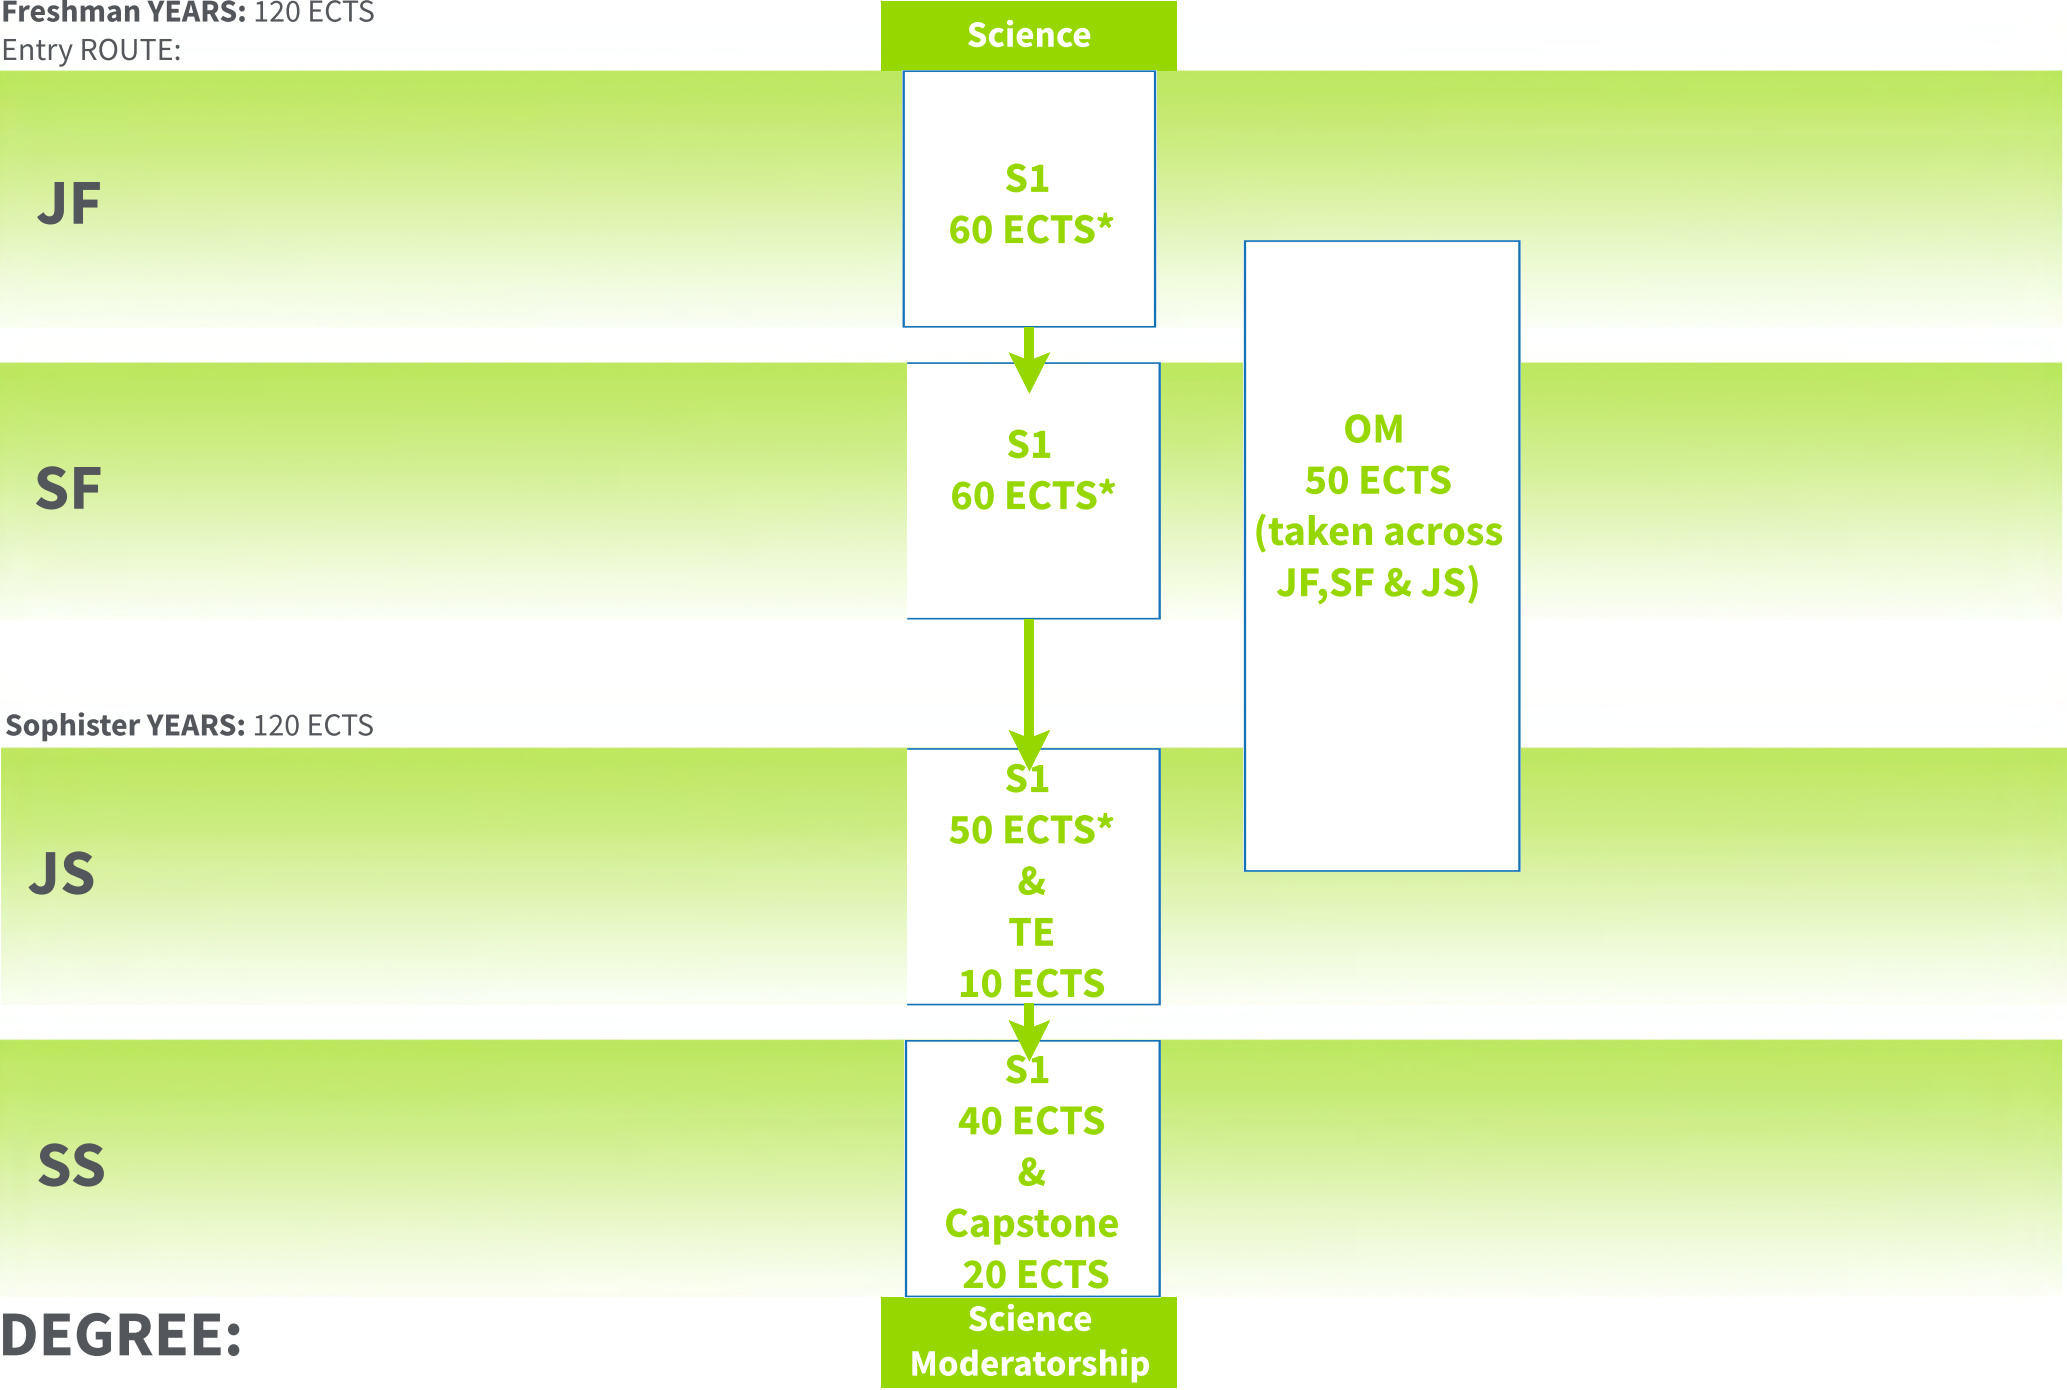 Freshman YEARS: 120 ECTS
Entry ROUTE:
Science
JF
S1
60 ECTS*
SF
S1
60 ECTS*
OM
50 ECTS
(taken across
JF,SF & JS)
Sophister YEARS: 120 ECTS
JS
S1
50 ECTS*
&
TE
10 ECTS
SS
S1
40 ECTS
&
Capstone
20 ECTS
DEGREE:
Science
Moderatorship